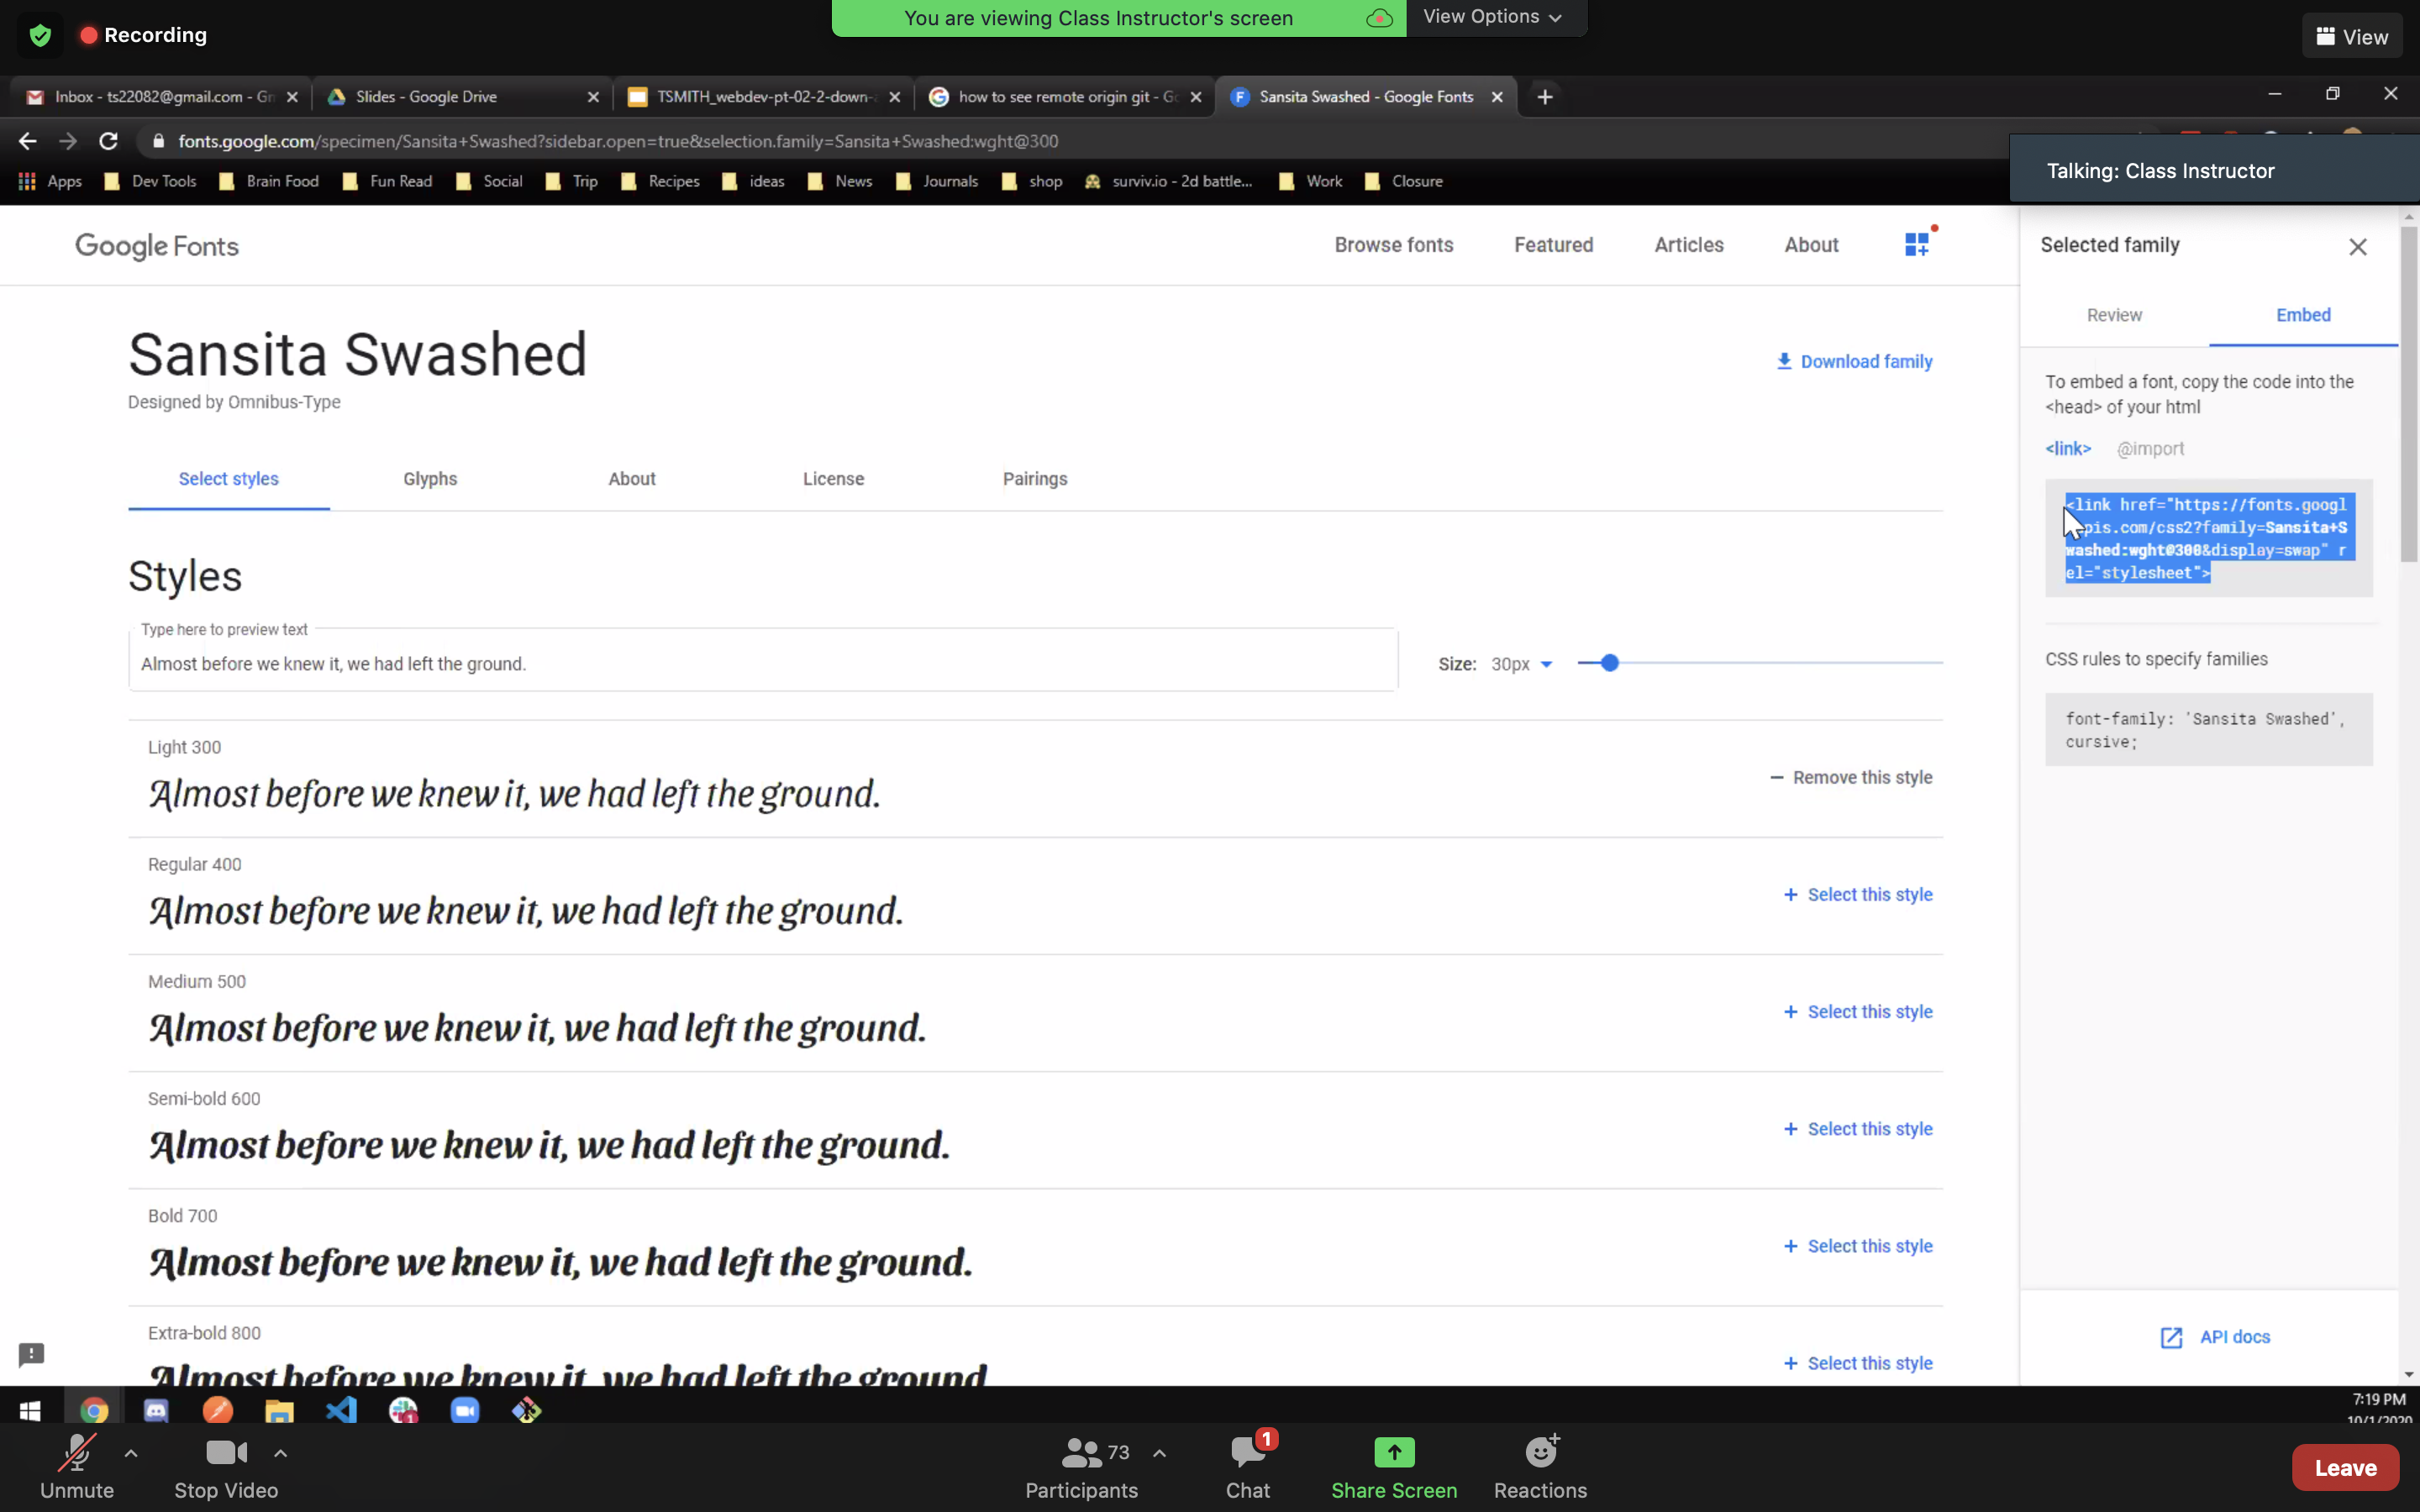 Recording
You are viewing Class Instructor's screen
View Options
View
Inbox - ts22082@gmail.com - Gm
Slides - Google Drive
TSMITH_webdev-pt-02-2-down-
how to see remote origin git - Go
Sansita Swashed - Google Fonts
fonts.google.com/specimen/Sansita+Swashed?sidebar.open=true&selection.family=Sansita+Swashed:wght@300
Talking: Class Instructor
Apps Dev Tools Brain Food Fun Read Social Trip Recipes ideas News Journals shop surviv.io - 2d battle... Work Closure
Google Fonts
Browse fonts Featured Articles About
Selected family
Review Embed
Sansita Swashed
Designed by Omnibus-Type
Download family
To embed a font, copy the code into the
<head> of your html
<link> @import
Select styles Glyphs About License Pairings
<link href="https://fonts.googl
pis.com/css2?family=Sansita+S
washed:wght@300&display=swap" r
el="stylesheet">
Styles
Type here to preview text
Almost before we knew it, we had left the ground.
Size: 30px
CSS rules to specify families
font-family: 'Sansita Swashed',
cursive;
Light 300
Almost before we knew it, we had left the ground.
Remove this style
Regular 400
Almost before we knew it, we had left the ground.
Select this style
Medium 500
Almost before we knew it, we had left the ground.
Select this style
Semi-bold 600
Almost before we knew it, we had left the ground.
Select this style
Bold 700
Almost before we knew it, we had left the ground.
Select this style
Extra-bold 800
Almost before we knew it, we had left the ground
Select this style
API docs
7:19 PM
10/1/2020
Unmute
Stop Video
73
Participants
1
Chat
Share Screen
Reactions
Leave